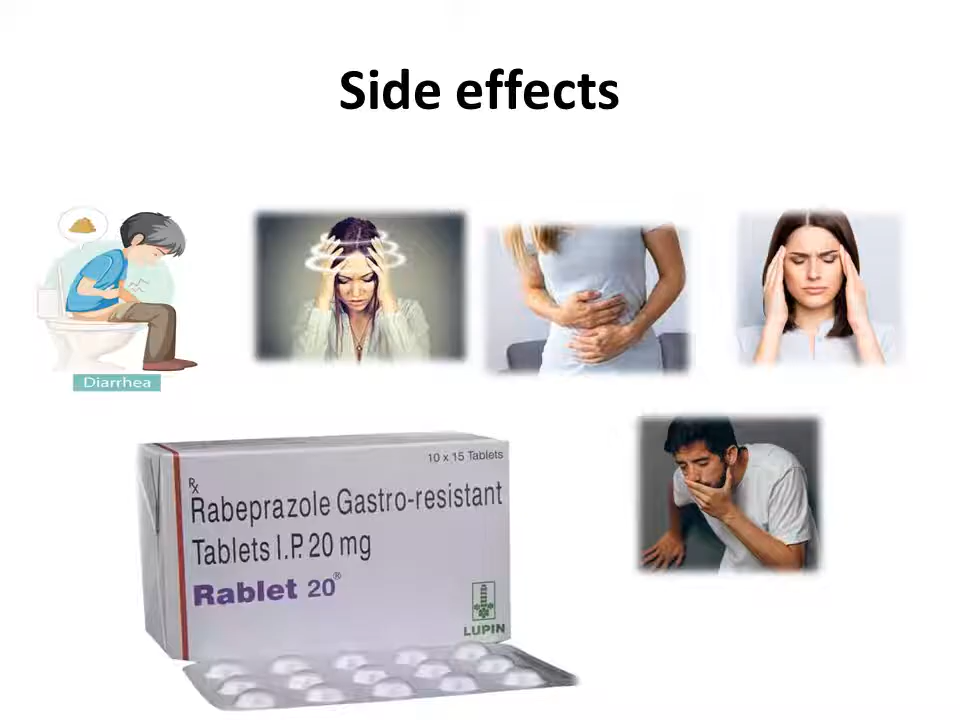 Side effects
Diarrhea
10 x 15 Tablets
Rx
Rabeprazole Gastro-resistant
Tablets I.P. 20 mg
Rablet 20®
LUPIN